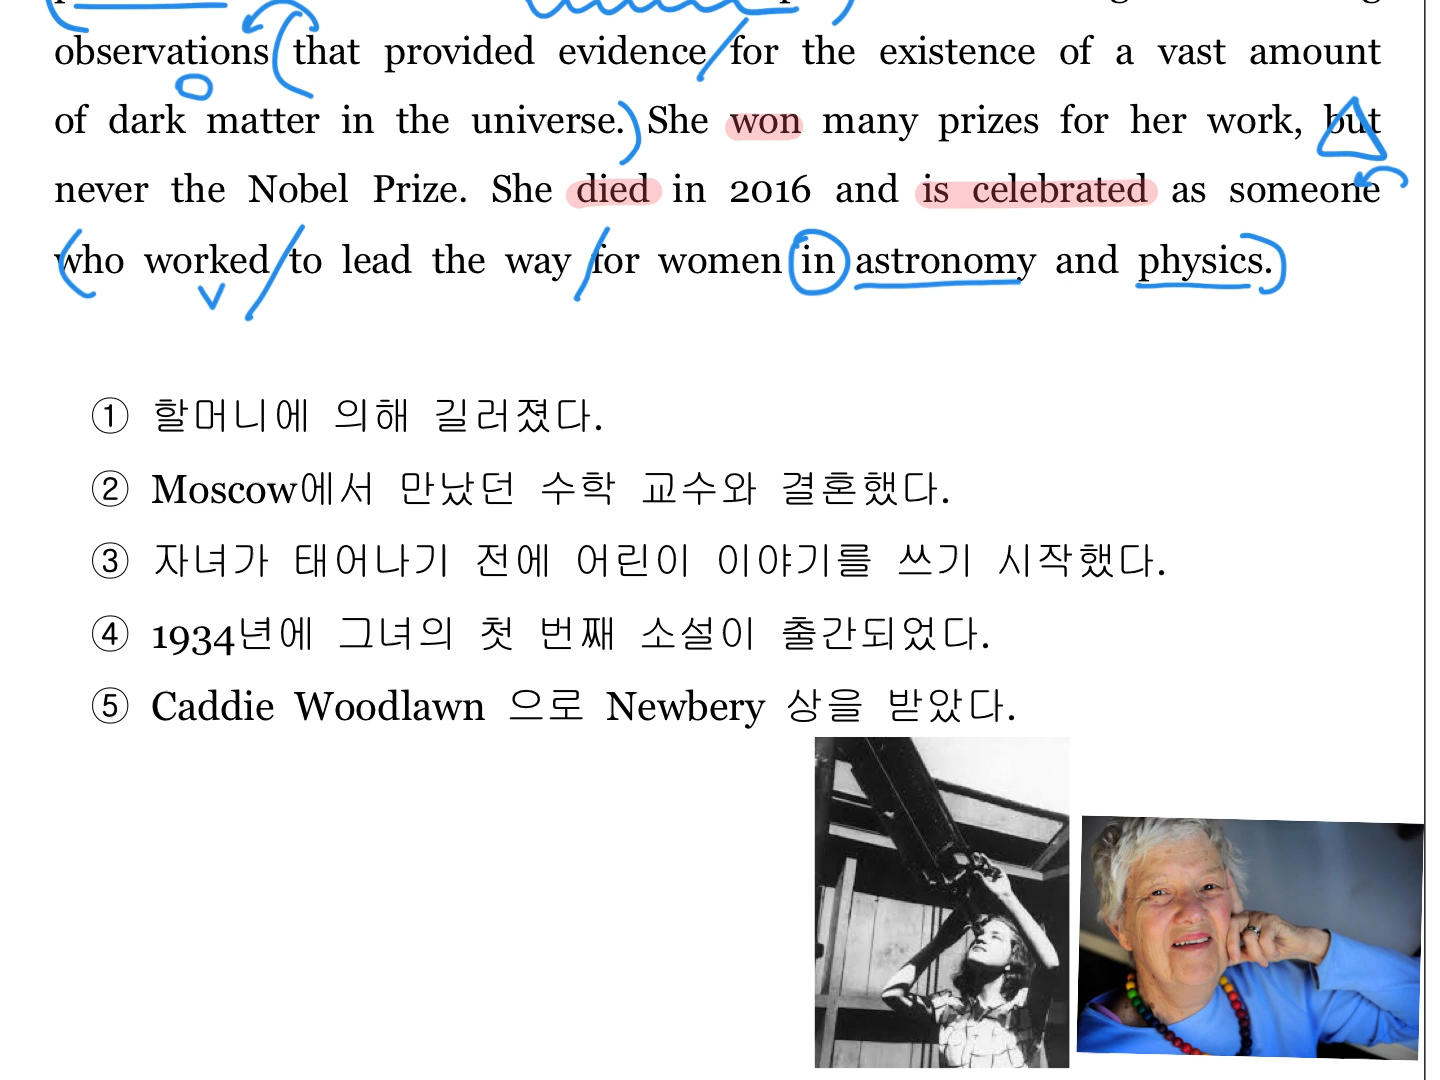 observations that provided evidence for the existence of a vast amount
of dark matter in the universe. She won many prizes for her work, but
never the Nobel Prize. She died in 2016 and is celebrated as someone
who worked to lead the way for women in astronomy and physics.
① 할머니에 의해 길러졌다.
② Moscow에서 만났던 수학 교수와 결혼했다.
③ 자녀가 태어나기 전에 어린이 이야기를 쓰기 시작했다.
④ 1934년에 그녀의 첫 번째 소설이 출간되었다.
⑤ Caddie Woodlawn 으로 Newbery 상을 받았다.